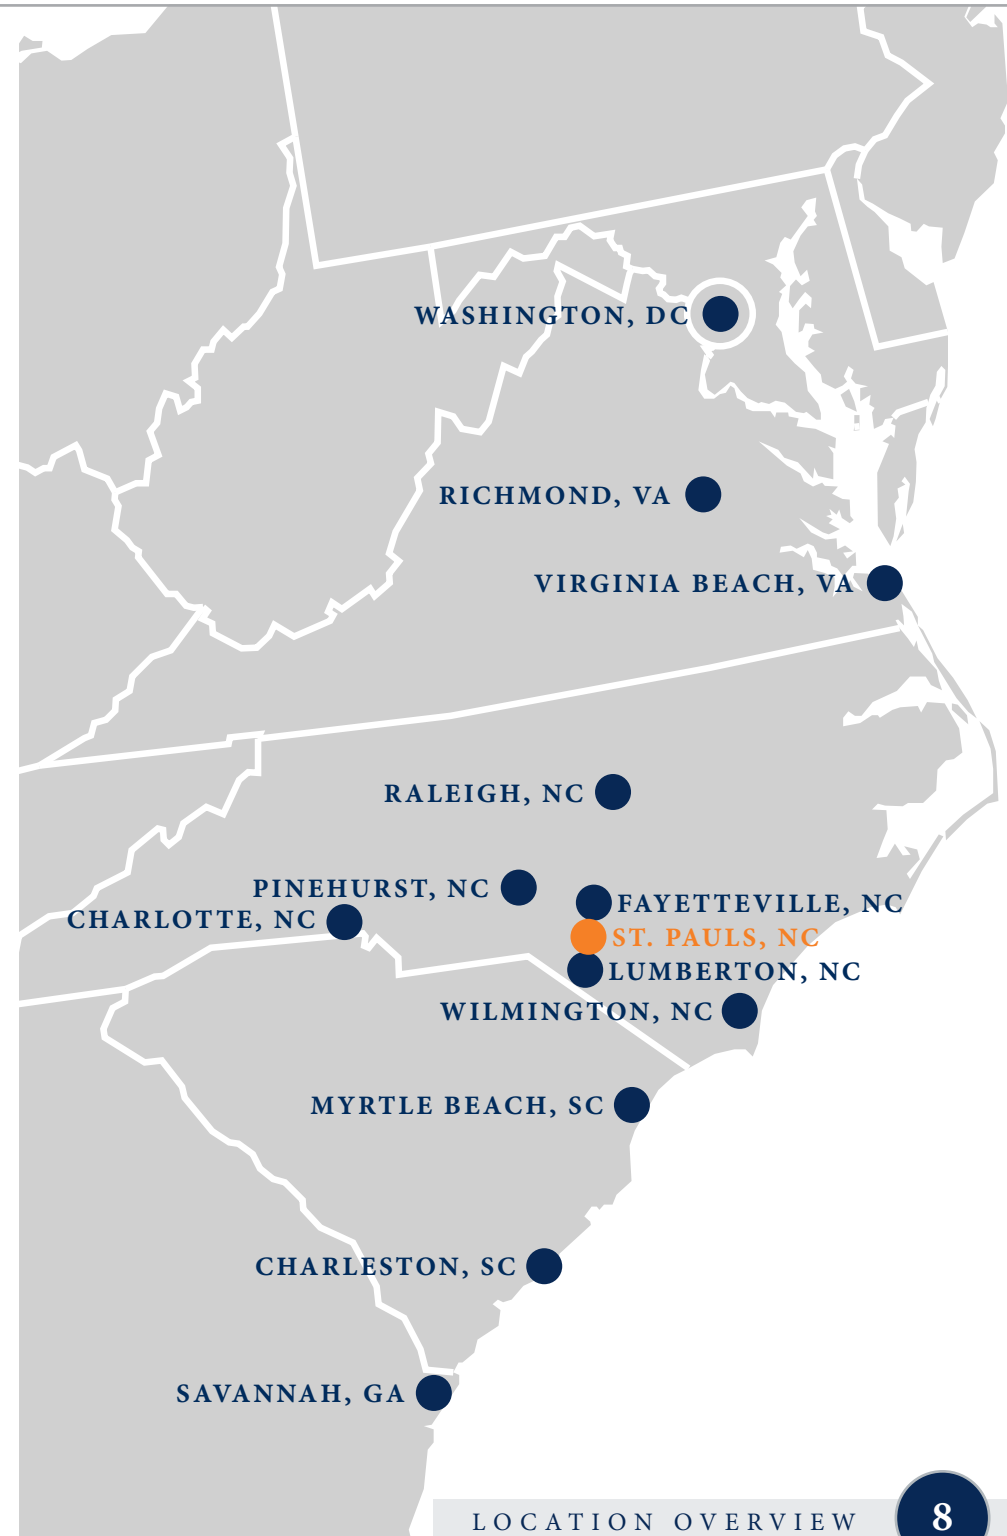 WASHINGTON, DC
RICHMOND, VA
VIRGINIA BEACH, VA
RALEIGH, NC
PINEHURST, NC
FAYETTEVILLE, NC
CHARLOTTE, NC
ST. PAULS, NC
LUMBERTON, NC
WILMINGTON, NC
MYRTLE BEACH, SC
CHARLESTON, SC
SAVANNAH, GA
LOCATION OVERVIEW 8